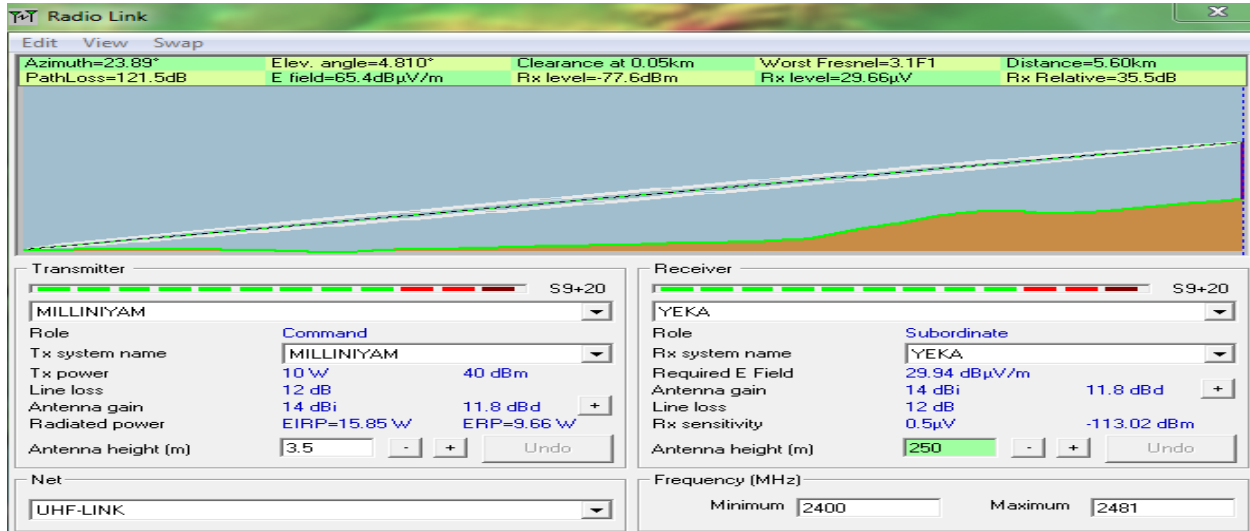 Radio Link
Edit View Swap
Azimuth=23.89° Elev. angle=4.810° Clearance at 0.05km Worst Fresnel=3.1F1 Distance=5.60km
PathLoss=121.5dB E field=65.4dBµV/m Rx level=-77.6dBm Rx level=29.66µV Rx Relative=35.5dB
Transmitter
S9+20
MILLINIYAM
Role Command
Tx system name MILLINIYAM
Tx power 10 W 40 dBm
Line loss 12 dB
Antenna gain 14 dBi 11.8 dBd +
Radiated power EIRP=15.85 W ERP=9.66 W
Antenna height (m) 3.5 - + Undo
Net
UHF-LINK
Receiver
S9+20
YEKA
Role Subordinate
Rx system name YEKA
Required E Field 29.94 dBµV/m
Antenna gain 14 dBi 11.8 dBd +
Line loss 12 dB
Rx sensitivity 0.5µV -113.02 dBm
Antenna height (m) 250 - + Undo
Frequency (MHz)
Minimum 2400 Maximum 2481